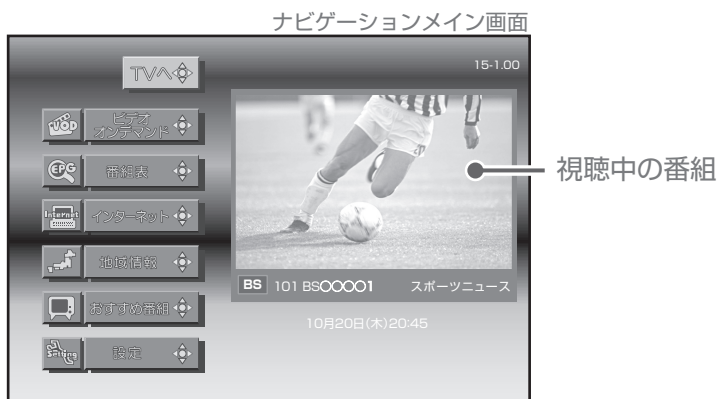 ナビゲーションメイン画面
15-1.00
TVへ
VOD
ビデオ
オンデマンド
EPG
番組表
Internet
インターネット
地域情報
おすすめ番組
Setting
設定
BS 101 BS○○○○1 スポーツニュース
10月20日(木)20:45
視聴中の番組